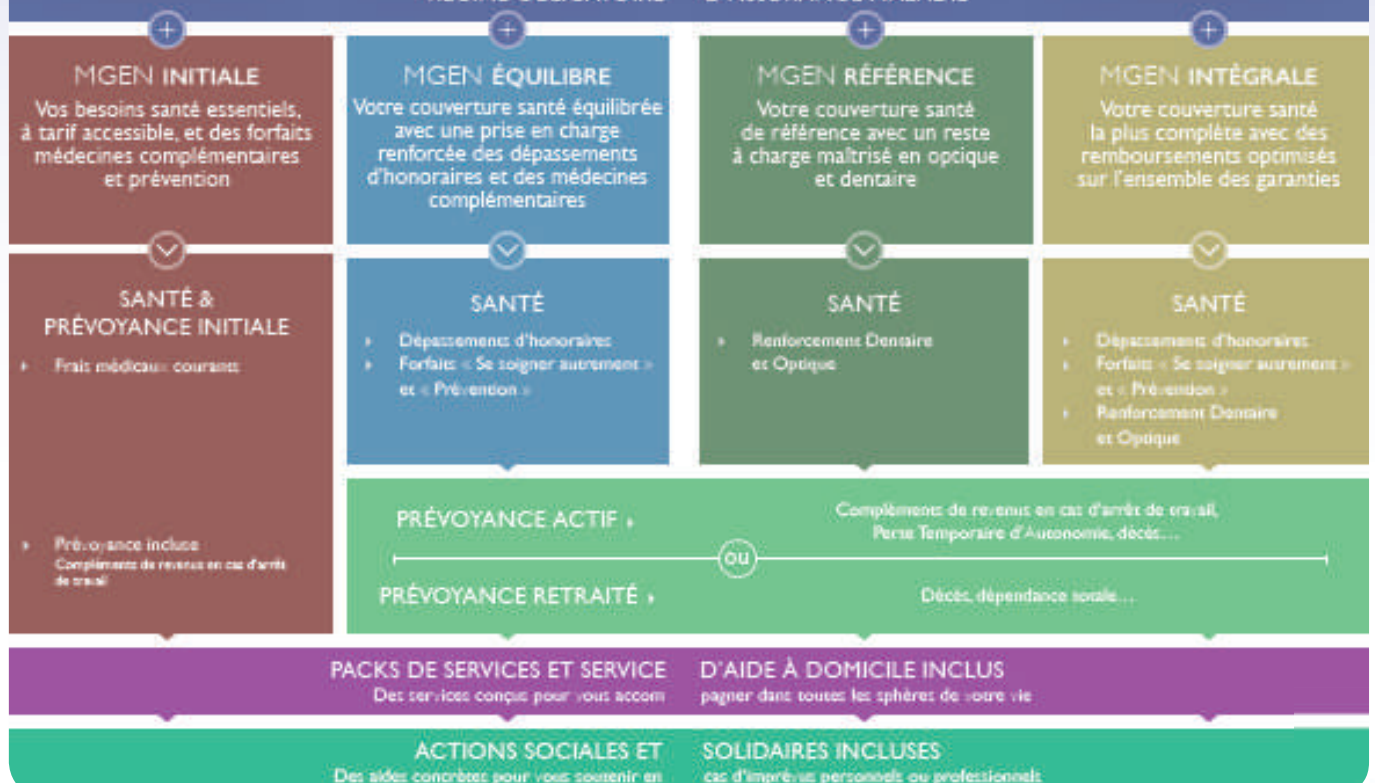 MGEN INITIALE
Vos besoins santé essentiels,
à tarif accessible, et des forfaits
médecines complémentaires
et prévention
MGEN ÉQUILIBRE
Votre couverture santé équilibrée
avec une prise en charge
renforcée des dépassements
d'honoraires et des médecines
complémentaires
MGEN RÉFÉRENCE
Votre couverture santé
de référence avec un reste
à charge maîtrisé en optique
et dentaire
MGEN INTÉGRALE
Votre couverture santé
la plus complète avec des
remboursements optimisés
sur l'ensemble des garanties
SANTÉ &
PRÉVOYANCE INITIALE
Frais médicaux courants
Prévoyance incluse
Compléments de revenus en cas d'arrêt
de travail
SANTÉ
Dépassements d'honoraires
Forfaits « Se soigner autrement »
et « Prévention »
SANTÉ
Renforcement Dentaire
et Optique
SANTÉ
Dépassements d'honoraires
Forfaits « Se soigner autrement »
et « Prévention »
Renforcement Dentaire
et Optique
PRÉVOYANCE ACTIF
Compléments de revenus en cas d'arrêt de travail,
Perte Temporaire d'Autonomie, décès…
ou
PRÉVOYANCE RETRAITÉ
Décès, dépendance totale…
PACKS DE SERVICES ET SERVICE D'AIDE À DOMICILE INCLUS
Des services conçus pour vous accom pagner dans toutes les sphères de votre vie
ACTIONS SOCIALES ET SOLIDAIRES INCLUSES
Des aides concrètes pour vous soutenir en cas d'imprévus personnels ou professionnels